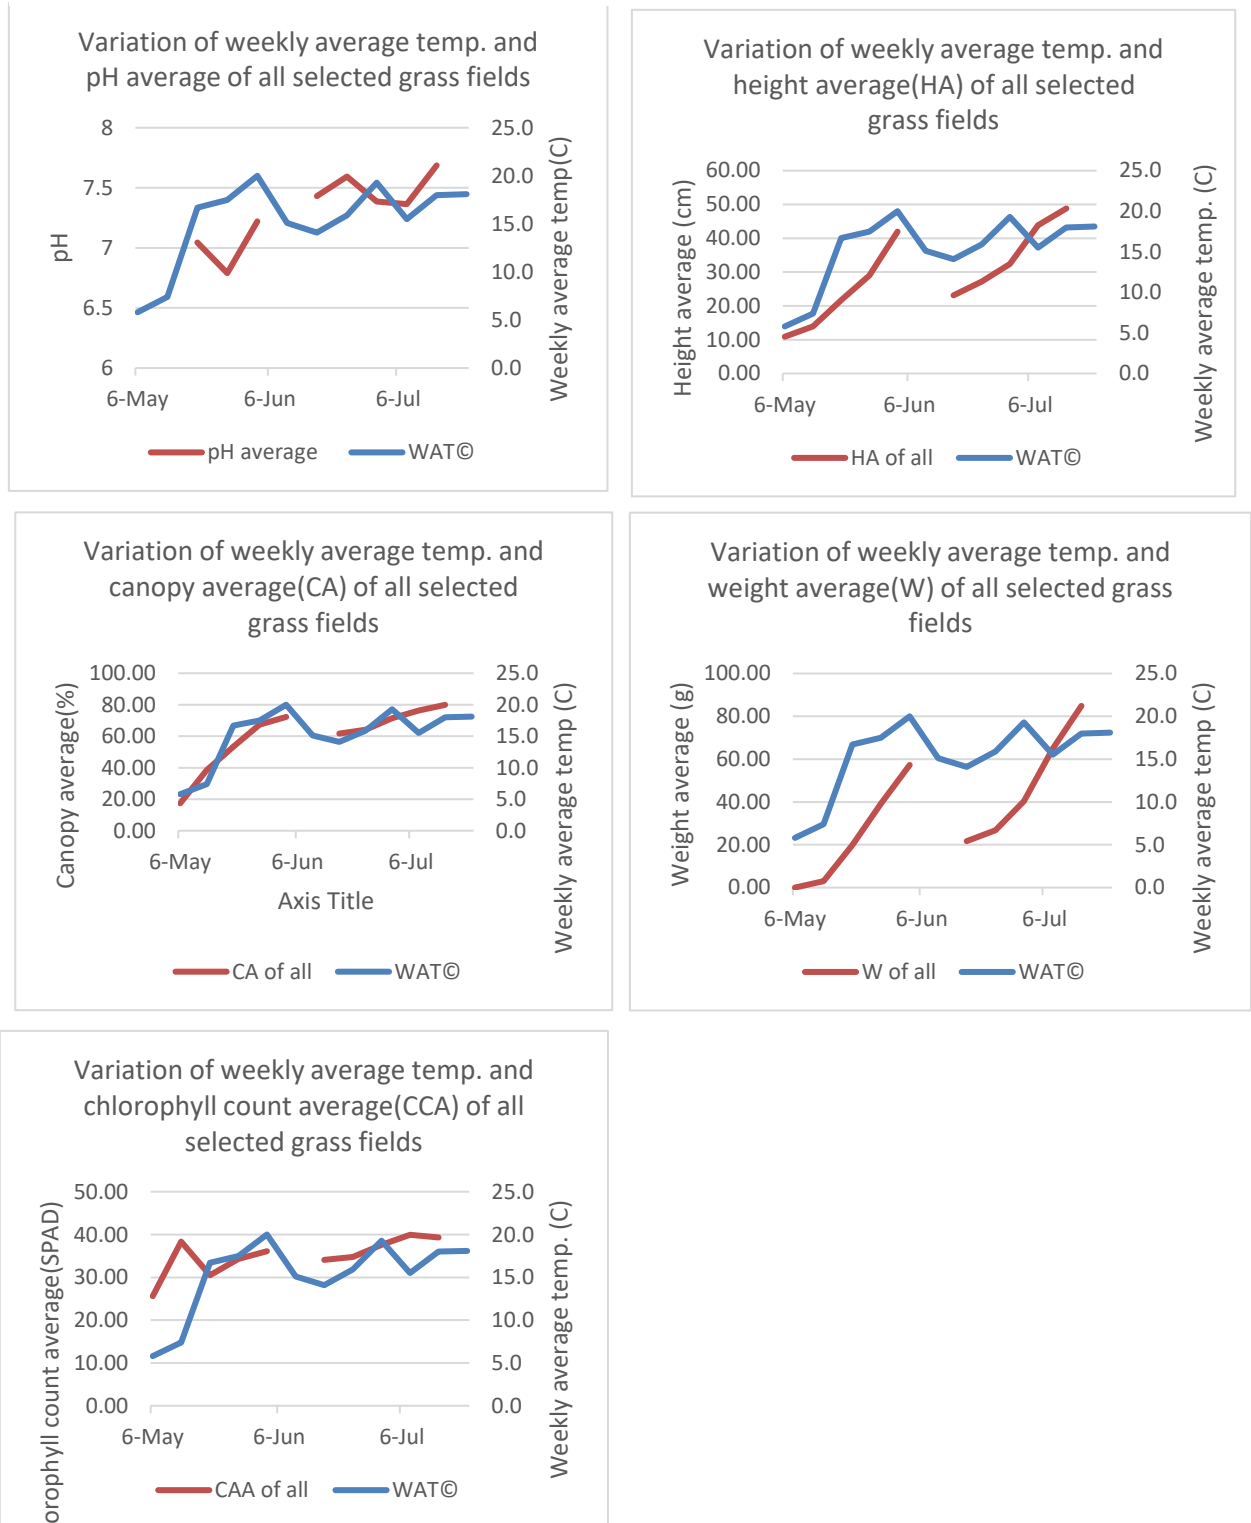 Variation of weekly average temp. and
pH average of all selected grass fields
8
7.5
7
6.5
6
pH
25.0
20.0
15.0
10.0
5.0
0.0
Weekly average temp(C)
6-May
6-Jun
6-Jul
pH average
WAT©
Variation of weekly average temp. and
height average(HA) of all selected
grass fields
60.00
50.00
40.00
30.00
20.00
10.00
0.00
Height average (cm)
25.0
20.0
15.0
10.0
5.0
0.0
Weekly average temp. (C)
6-May
6-Jun
6-Jul
HA of all
WAT©
Variation of weekly average temp. and
canopy average(CA) of all selected
grass fields
100.00
80.00
60.00
40.00
20.00
0.00
Canopy average(%)
25.0
20.0
15.0
10.0
5.0
0.0
Weekly average temp (C)
6-May
6-Jun
6-Jul
Axis Title
CA of all
WAT©
Variation of weekly average temp. and
weight average(W) of all selected grass
fields
100.00
80.00
60.00
40.00
20.00
0.00
Weight average (g)
25.0
20.0
15.0
10.0
5.0
0.0
Weekly average temp (C)
6-May
6-Jun
6-Jul
W of all
WAT©
Variation of weekly average temp. and
chlorophyll count average(CCA) of all
selected grass fields
50.00
40.00
30.00
20.00
10.00
0.00
orophyll count average(SPAD)
25.0
20.0
15.0
10.0
5.0
0.0
Weekly average temp. (C)
6-May
6-Jun
6-Jul
CAA of all
WAT©